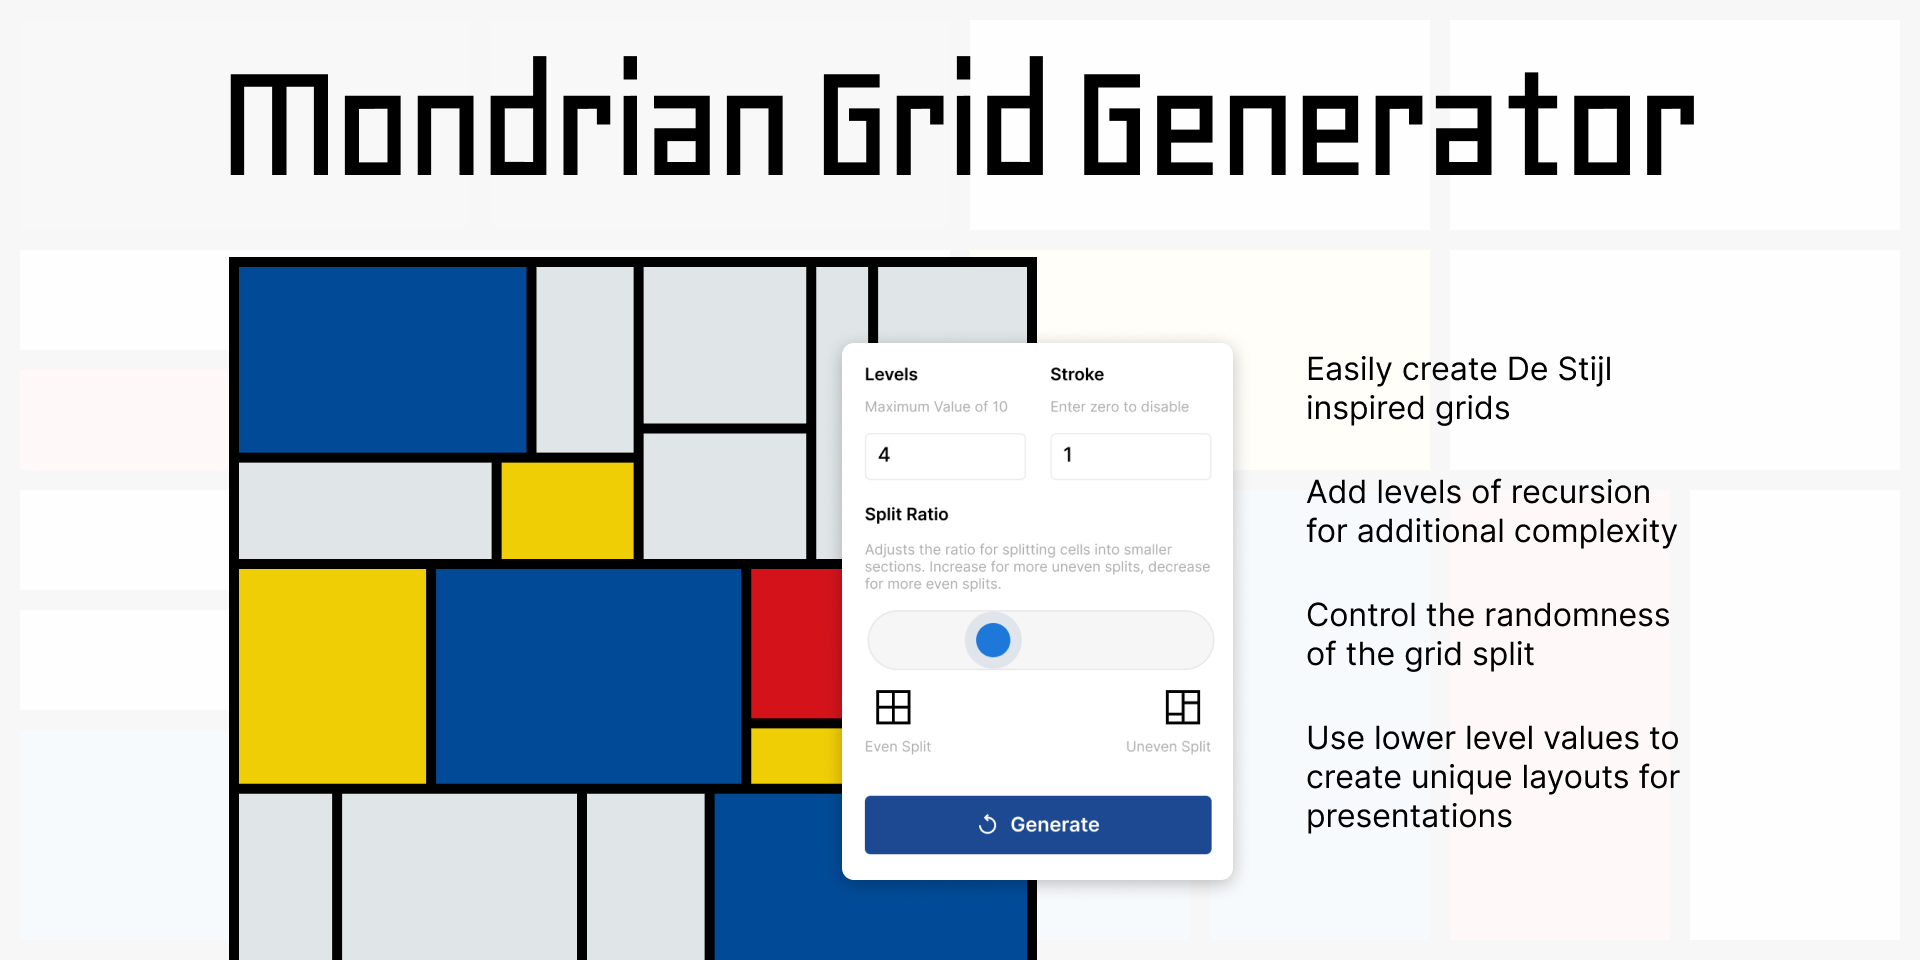 Mondrian Grid Generator
Levels
Maximum Value of 10
4
Stroke
Enter zero to disable
1
Split Ratio
Adjusts the ratio for splitting cells into smaller
sections. Increase for more uneven splits, decrease
for more even splits.
Even Split
Uneven Split
Generate
Easily create De Stijl
inspired grids
Add levels of recursion
for additional complexity
Control the randomness
of the grid split
Use lower level values to
create unique layouts for
presentations